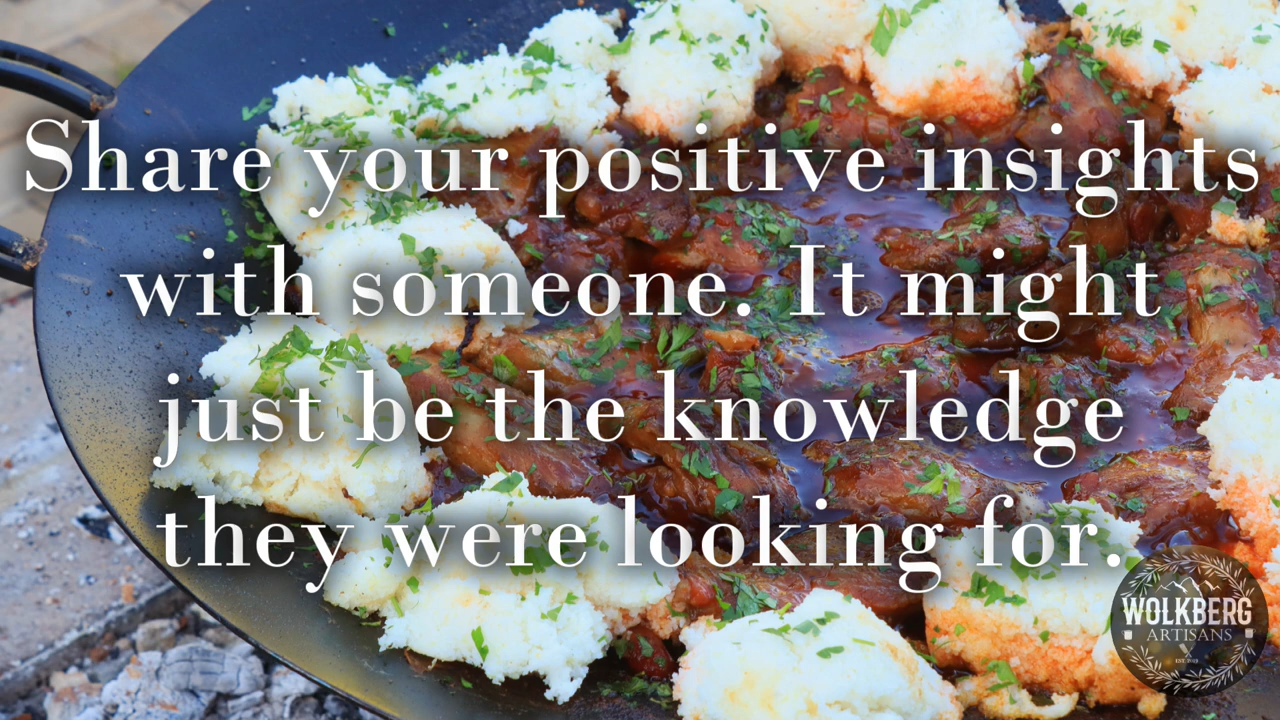 Share your positive insights
with someone. It might
just be the knowledge
they were looking for.
WOLKBERG
ARTISANS